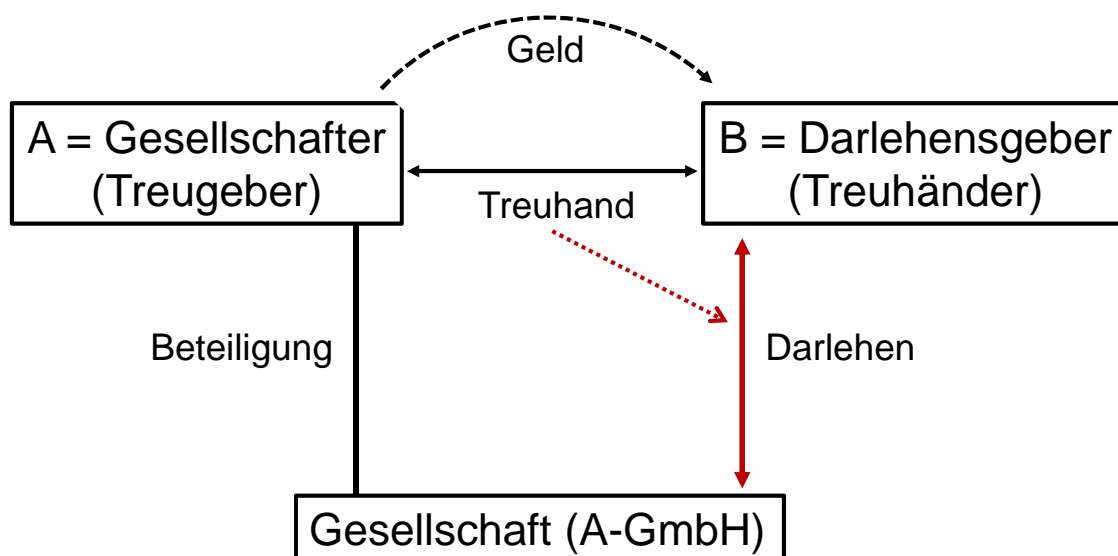 Geld
A = Gesellschafter
(Treugeber)
B = Darlehensgeber
(Treuhänder)
Treuhand
Beteiligung
Darlehen
Gesellschaft (A-GmbH)